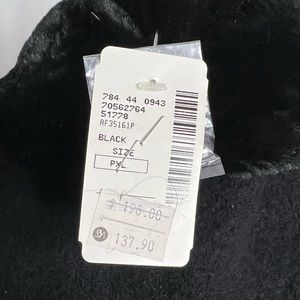 784 44 0943
70562764
51778
RF35161P
BLACK
SIZE
PXL
$ 198.00
137.90